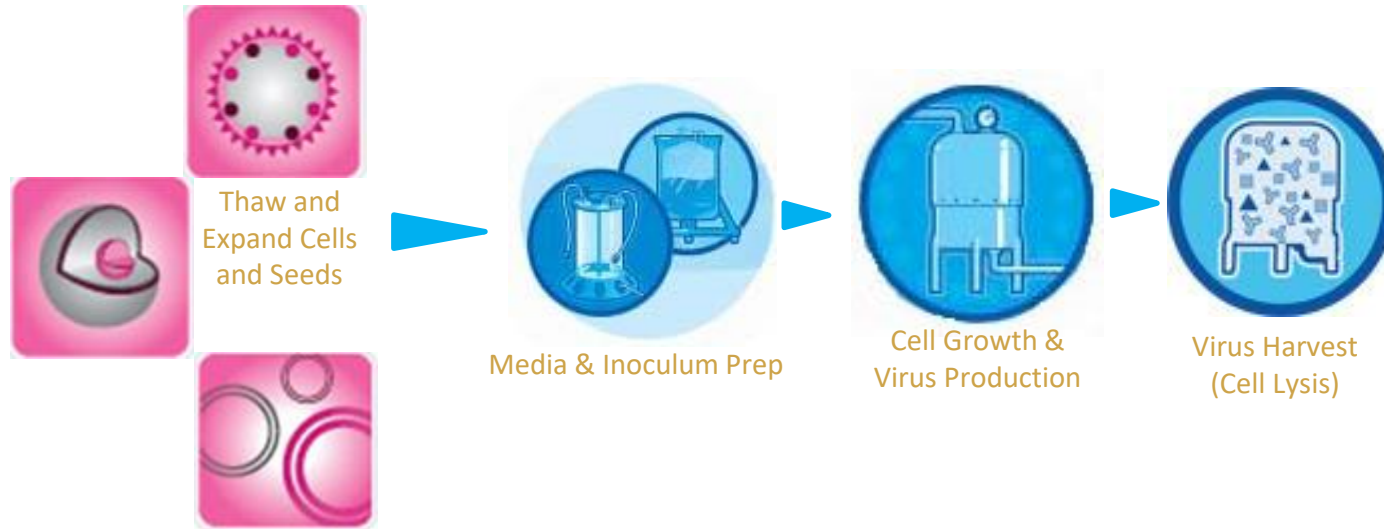 Thaw and
Expand Cells
and Seeds
Media & Inoculum Prep
Cell Growth &
Virus Production
Virus Harvest
(Cell Lysis)